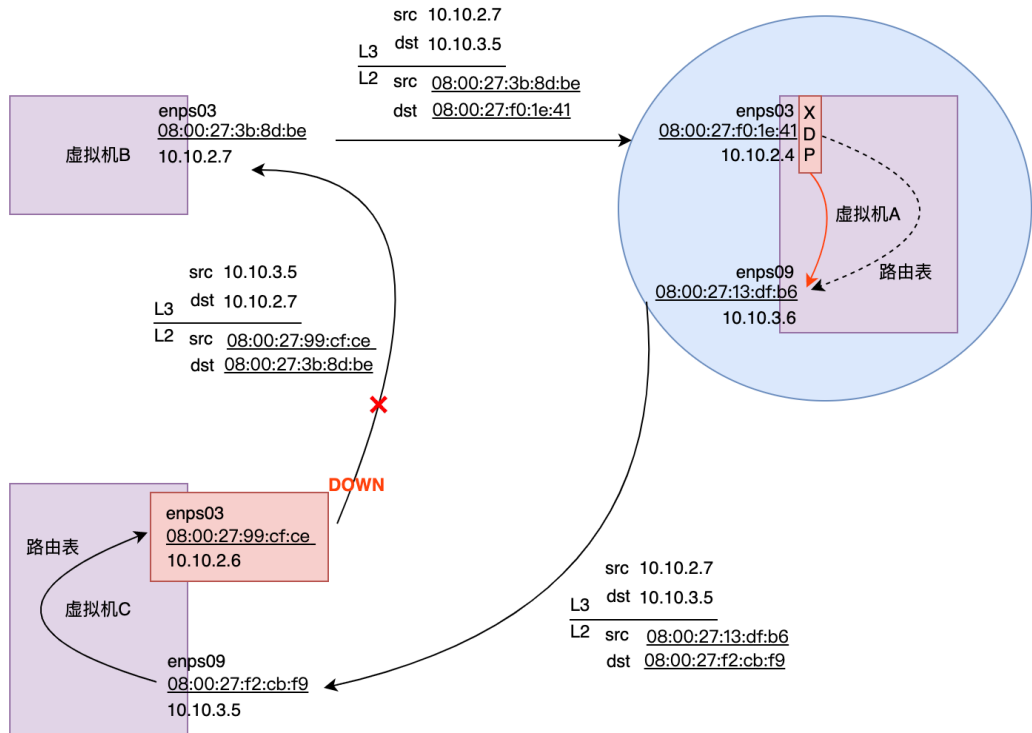 src 10.10.2.7
dst 10.10.3.5
L3
L2
src 08:00:27:3b:8d:be
dst 08:00:27:f0:1e:41
enps03
08:00:27:3b:8d:be
10.10.2.7
虚拟机B
enps03
08:00:27:f0:1e:41
10.10.2.4
X
D
P
虚拟机A
路由表
enps09
08:00:27:13:df:b6
10.10.3.6
src 10.10.3.5
dst 10.10.2.7
L3
L2
src 08:00:27:99:cf:ce
dst 08:00:27:3b:8d:be
DOWN
enps03
08:00:27:99:cf:ce
10.10.2.6
路由表
虚拟机C
enps09
08:00:27:f2:cb:f9
10.10.3.5
src 10.10.2.7
dst 10.10.3.5
L3
L2
src 08:00:27:13:df:b6
dst 08:00:27:f2:cb:f9